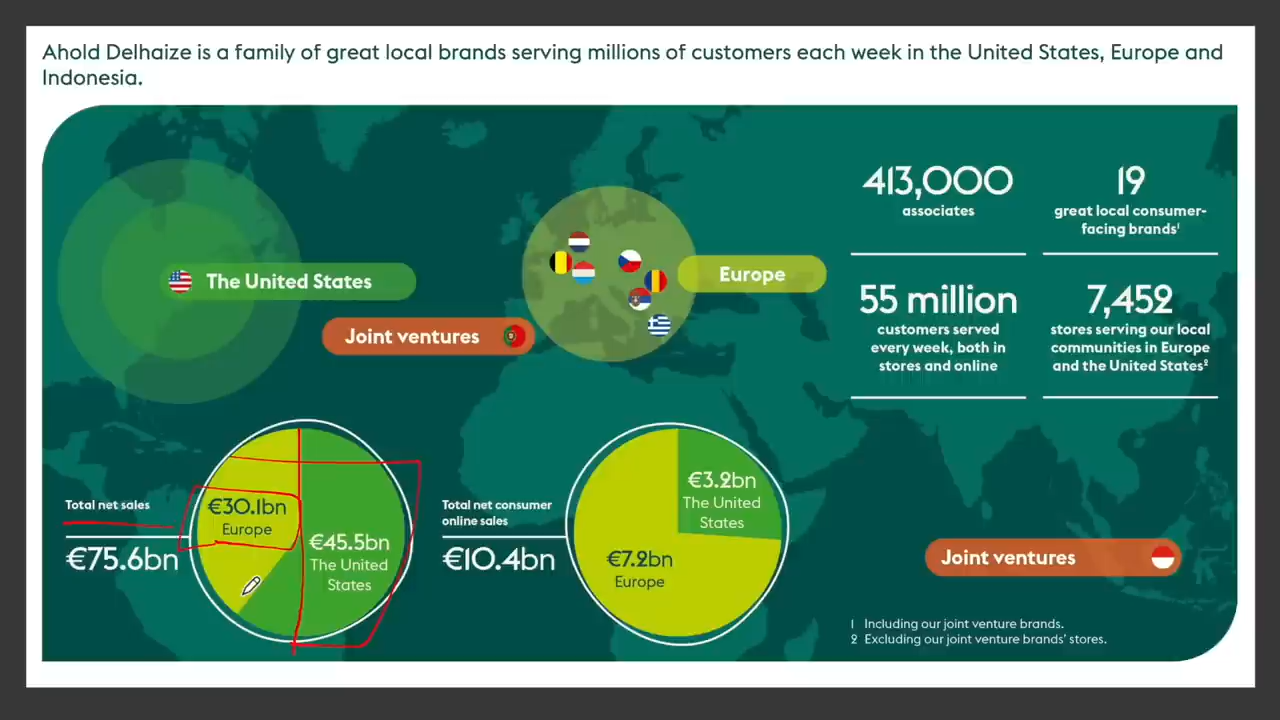 Ahold Delhaize is a family of great local brands serving millions of customers each week in the United States, Europe and
Indonesia.
The United States
Joint ventures
Europe
413,000
associates
19
great local consumer-
facing brands¹
55 million
customers served
every week, both in
stores and online
7,452
stores serving our local
communities in Europe
and the United States²
Total net sales
€75.6bn
€30.1bn
Europe
€45.5bn
The United
States
Total net consumer
online sales
€10.4bn
€3.2bn
The United
States
€7.2bn
Europe
Joint ventures
1 Including our joint venture brands.
2 Excluding our joint venture brands' stores.